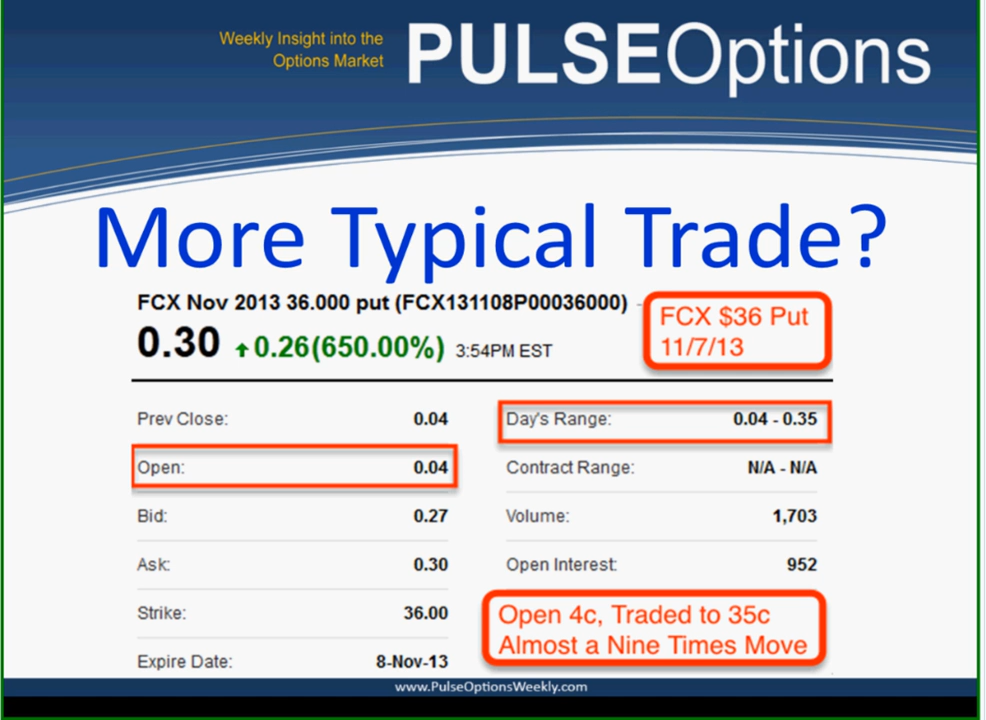 Weekly Insight into the
Options Market
PULSEOptions
More Typical Trade?
FCX Nov 2013 36.000 put (FCX131108P00036000) -
FCX $36 Put
11/7/13
0.30 ↑0.26(650.00%) 3:54PM EST
Prev Close: 0.04
Day's Range: 0.04 - 0.35
Open: 0.04
Contract Range: N/A - N/A
Bid: 0.27
Volume: 1,703
Ask: 0.30
Open Interest: 952
Strike: 36.00
Open 4c, Traded to 35c
Almost a Nine Times Move
Expire Date: 8-Nov-13
www.PulseOptionsWeekly.com